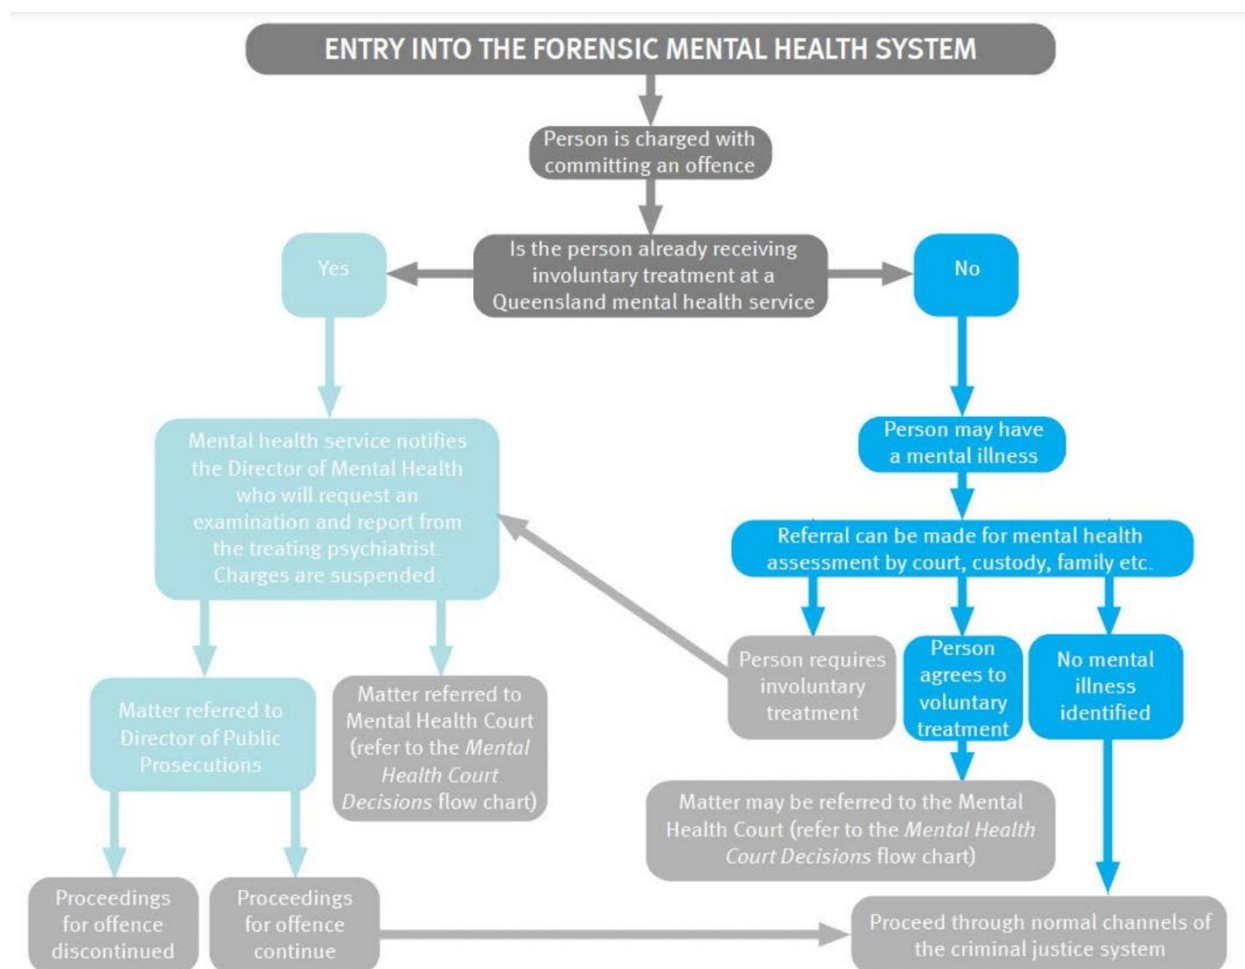 ENTRY INTO THE FORENSIC MENTAL HEALTH SYSTEM
Person is charged with
committing an offence
Is the person already receiving
involuntary treatment at a
Queensland mental health service
Yes
No
Mental health service notifies
the Director of Mental Health
who will request an
examination and report from
the treating psychiatrist.
Charges are suspended.
Person may have
a mental illness
Referral can be made for mental health
assessment by court, custody, family etc.
Matter referred to
Director of Public
Prosecutions
Matter referred to
Mental Health Court
(refer to the Mental
Health Court
Decisions flow chart)
Person requires
involuntary
treatment
Person
agrees to
voluntary
treatment
No mental
illness
identified
Matter may be referred to the Mental
Health Court (refer to the Mental Health
Court Decisions flow chart)
Proceedings
for offence
discontinued
Proceedings
for offence
continue
Proceed through normal channels of
the criminal justice system